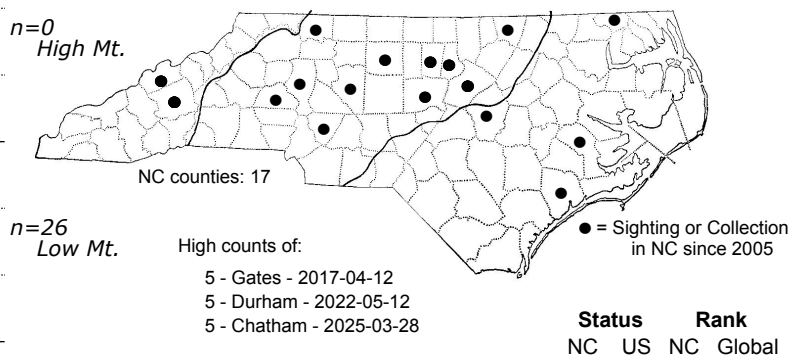 n=0
High Mt.
NC counties: 17
n=26
Low Mt.
High counts of:
5 - Gates - 2017-04-12
5 - Durham - 2022-05-12
5 - Chatham - 2025-03-28
● = Sighting or Collection
in NC since 2005
Status Rank
NC US NC Global